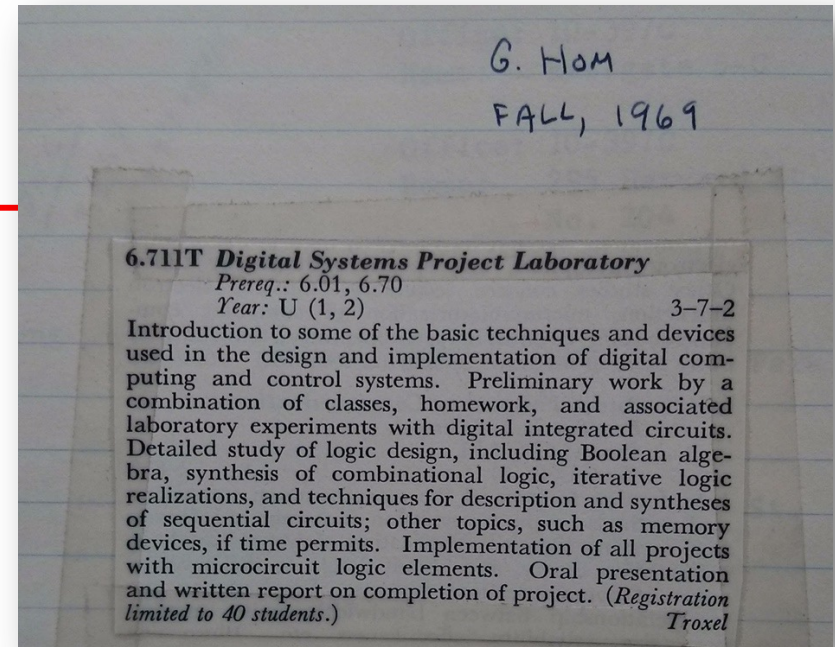 G. HOM
FALL, 1969
6.711T Digital Systems Project Laboratory
Prereq.: 6.01, 6.70
Year: U (1, 2) 3–7–2
Introduction to some of the basic techniques and devices
used in the design and implementation of digital com-
puting and control systems. Preliminary work by a
combination of classes, homework, and associated
laboratory experiments with digital integrated circuits.
Detailed study of logic design, including Boolean alge-
bra, synthesis of combinational logic, iterative logic
realizations, and techniques for description and syntheses
of sequential circuits; other topics, such as memory
devices, if time permits. Implementation of all projects
with microcircuit logic elements. Oral presentation
and written report on completion of project. (Registration
limited to 40 students.) Troxel